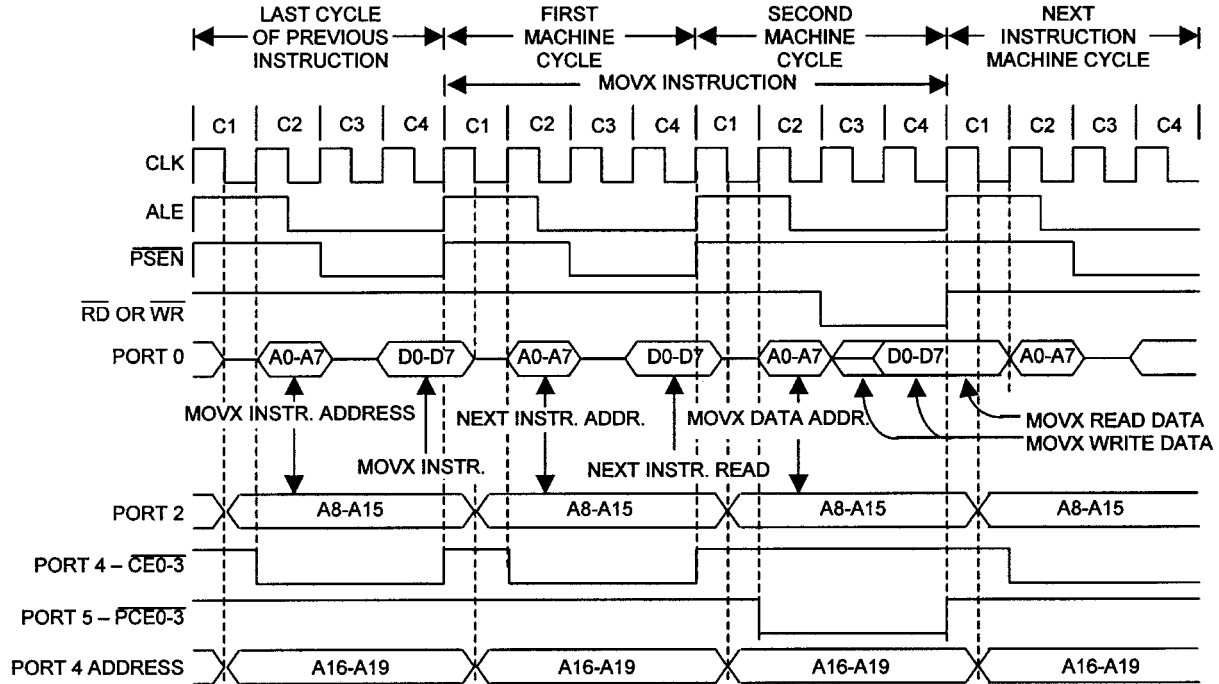 LAST CYCLE
OF PREVIOUS
INSTRUCTION
FIRST
MACHINE
CYCLE
SECOND
MACHINE
CYCLE
NEXT
INSTRUCTION
MACHINE CYCLE
MOVX INSTRUCTION
C1 C2 C3 C4 C1 C2 C3 C4 C1 C2 C3 C4 C1 C2 C3 C4
CLK
ALE
PSEN
RD OR WR
PORT 0 A0-A7 D0-D7 A0-A7 D0-D7 A0-A7 D0-D7 A0-A7
MOVX INSTR. ADDRESS NEXT INSTR. ADDR. MOVX DATA ADDR. MOVX READ DATA
MOVX WRITE DATA
MOVX INSTR. NEXT INSTR. READ
PORT 2 A8-A15 A8-A15 A8-A15 A8-A15
PORT 4 – CE0-3
PORT 5 – PCE0-3
PORT 4 ADDRESS A16-A19 A16-A19 A16-A19 A16-A19